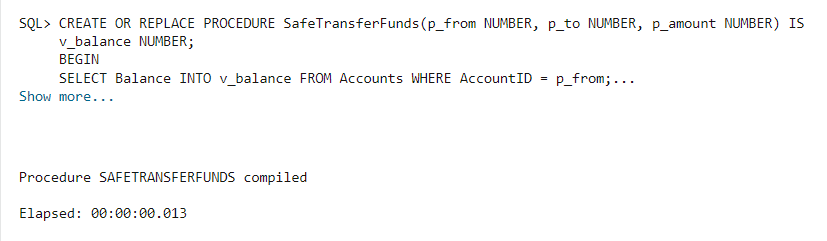 SQL> CREATE OR REPLACE PROCEDURE SafeTransferFunds(p_from NUMBER, p_to NUMBER, p_amount NUMBER) IS
v_balance NUMBER;
BEGIN
SELECT Balance INTO v_balance FROM Accounts WHERE AccountID = p_from;...
Show more...
Procedure SAFETRANSFERFUNDS compiled
Elapsed: 00:00:00.013